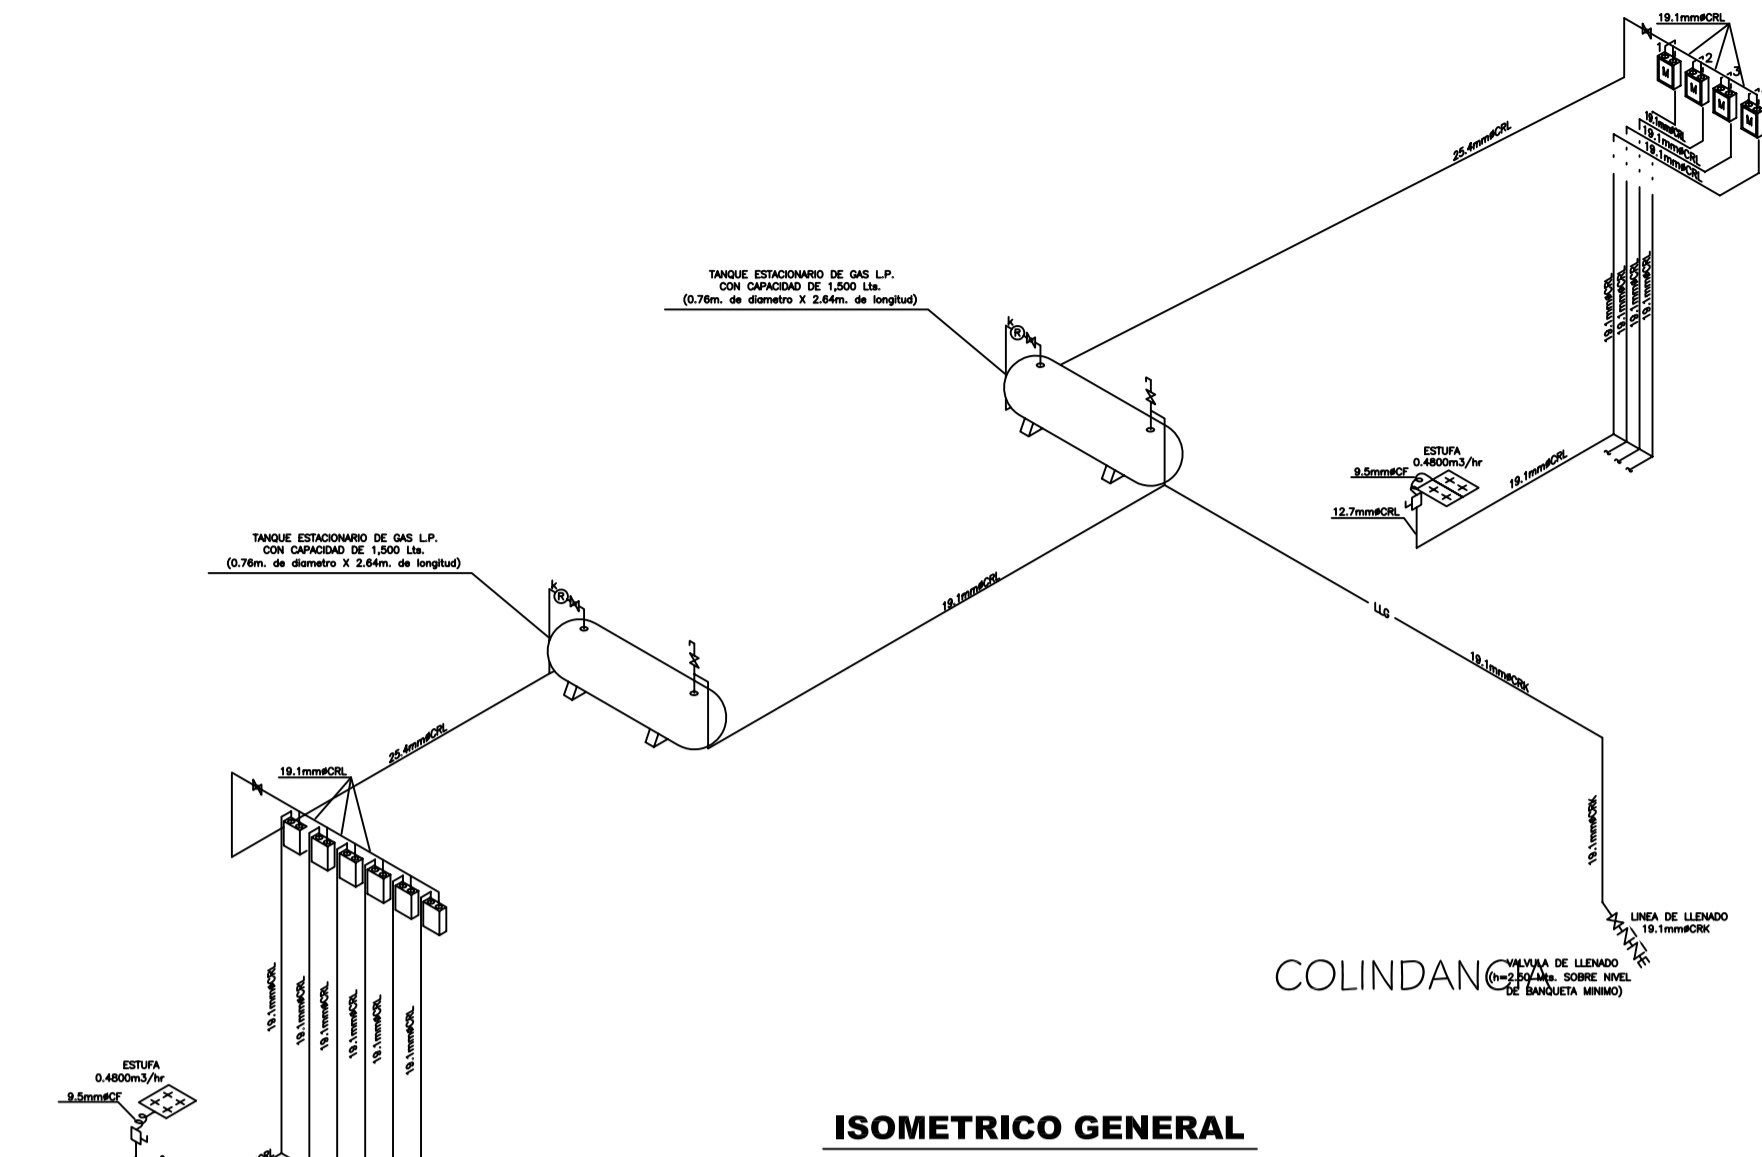 19.1mmøCRL
1
2
3
M
M
M
M
19.1mmøCRL
19.1mmøCRL
19.1mmøCRL
25.4mmøCRL
TANQUE ESTACIONARIO DE GAS L.P.
CON CAPACIDAD DE 1,500 Lts.
(0.76m. de diametro X 2.64m. de longitud)
R
19.1mmøCRL
19.1mmøCRL
19.1mmøCRL
19.1mmøCRL
ESTUFA
0.4800m3/hr
9.5mmøCF
19.1mmøCRL
12.7mmøCRL
TANQUE ESTACIONARIO DE GAS L.P.
CON CAPACIDAD DE 1,500 Lts.
(0.76m. de diametro X 2.64m. de longitud)
R
19.1mmøCRL
LLG
19.1mmøCRK
25.4mmøCRL
19.1mmøCRL
19.1mmøCRK
LINEA DE LLENADO
19.1mmøCRK
COLINDANCIA
VALVULA DE LLENADO
(h=2.50 Mts. SOBRE NIVEL
DE BANQUETA MINIMO)
19.1mmøCRL
19.1mmøCRL
19.1mmøCRL
19.1mmøCRL
19.1mmøCRL
19.1mmøCRL
ESTUFA
0.4800m3/hr
9.5mmøCF
ISOMETRICO GENERAL